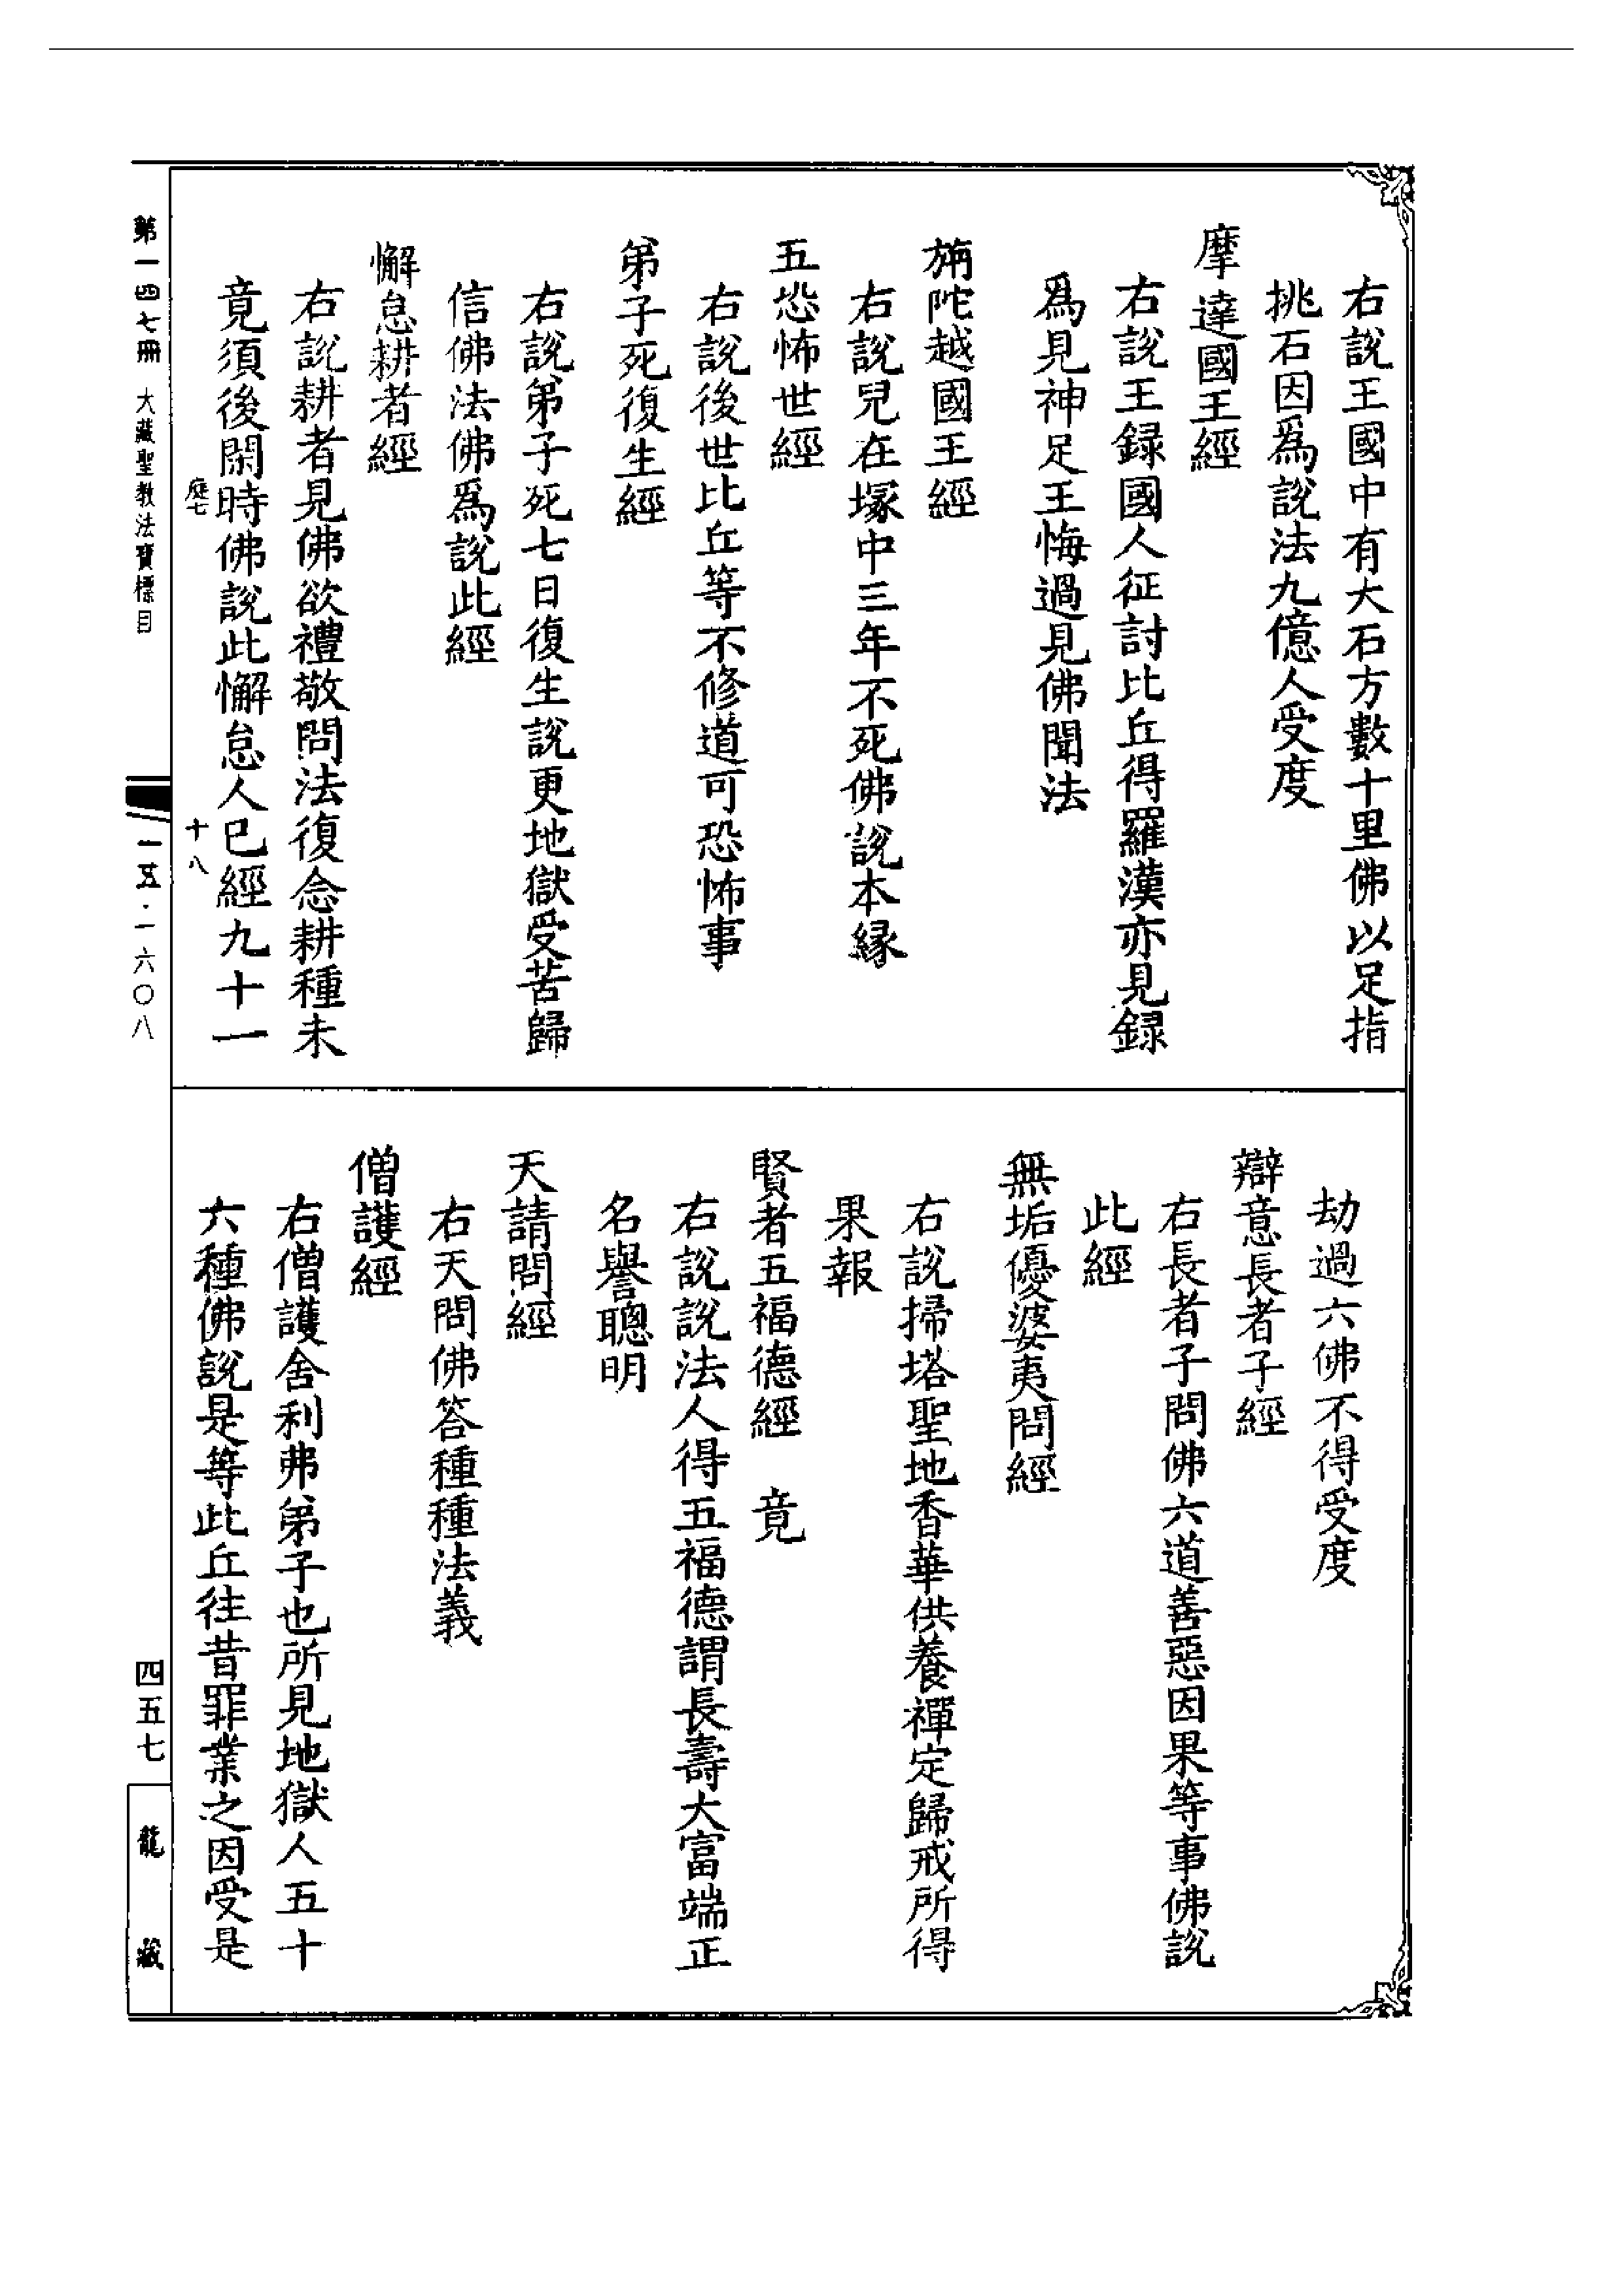 右說王國中有大石方數十里佛以足指
挑石因爲說法九億人受度
摩達國王經
右說王録國人征討比丘得羅漢亦見録
爲見神足王悔過見佛聞法
旃陀越國王經
右說兒在塚中三年不死佛說本緣
五恐怖世經
右說後世比丘等不修道可恐怖事
弟子死復生經
右說弟子死七日復生說更地獄受苦歸
信佛法佛爲說此經
懈怠耕者經
右說耕者見佛欲禮敬問法復念耕種未
竟須後閑時佛說此懈怠人已經九十一
庭七
十八
劫過六佛不得受度
辯意長者子經
右長者子問佛六道善惡因果等事佛說
此經
無垢優婆夷問經
右說掃塔聖地香華供養禪定歸戒所得
果報
賢者五福德經 竟
右說說法人得五福德謂長壽大富端正
名譽聰明
天請問經
右天問佛答種種法義
僧護經
右僧護舍利弗弟子也所見地獄人五十
六種佛說是等此丘往昔罪業之因受是
第一四七冊 大藏聖教法寶標目
一五·一六〇八
四五七
龍藏